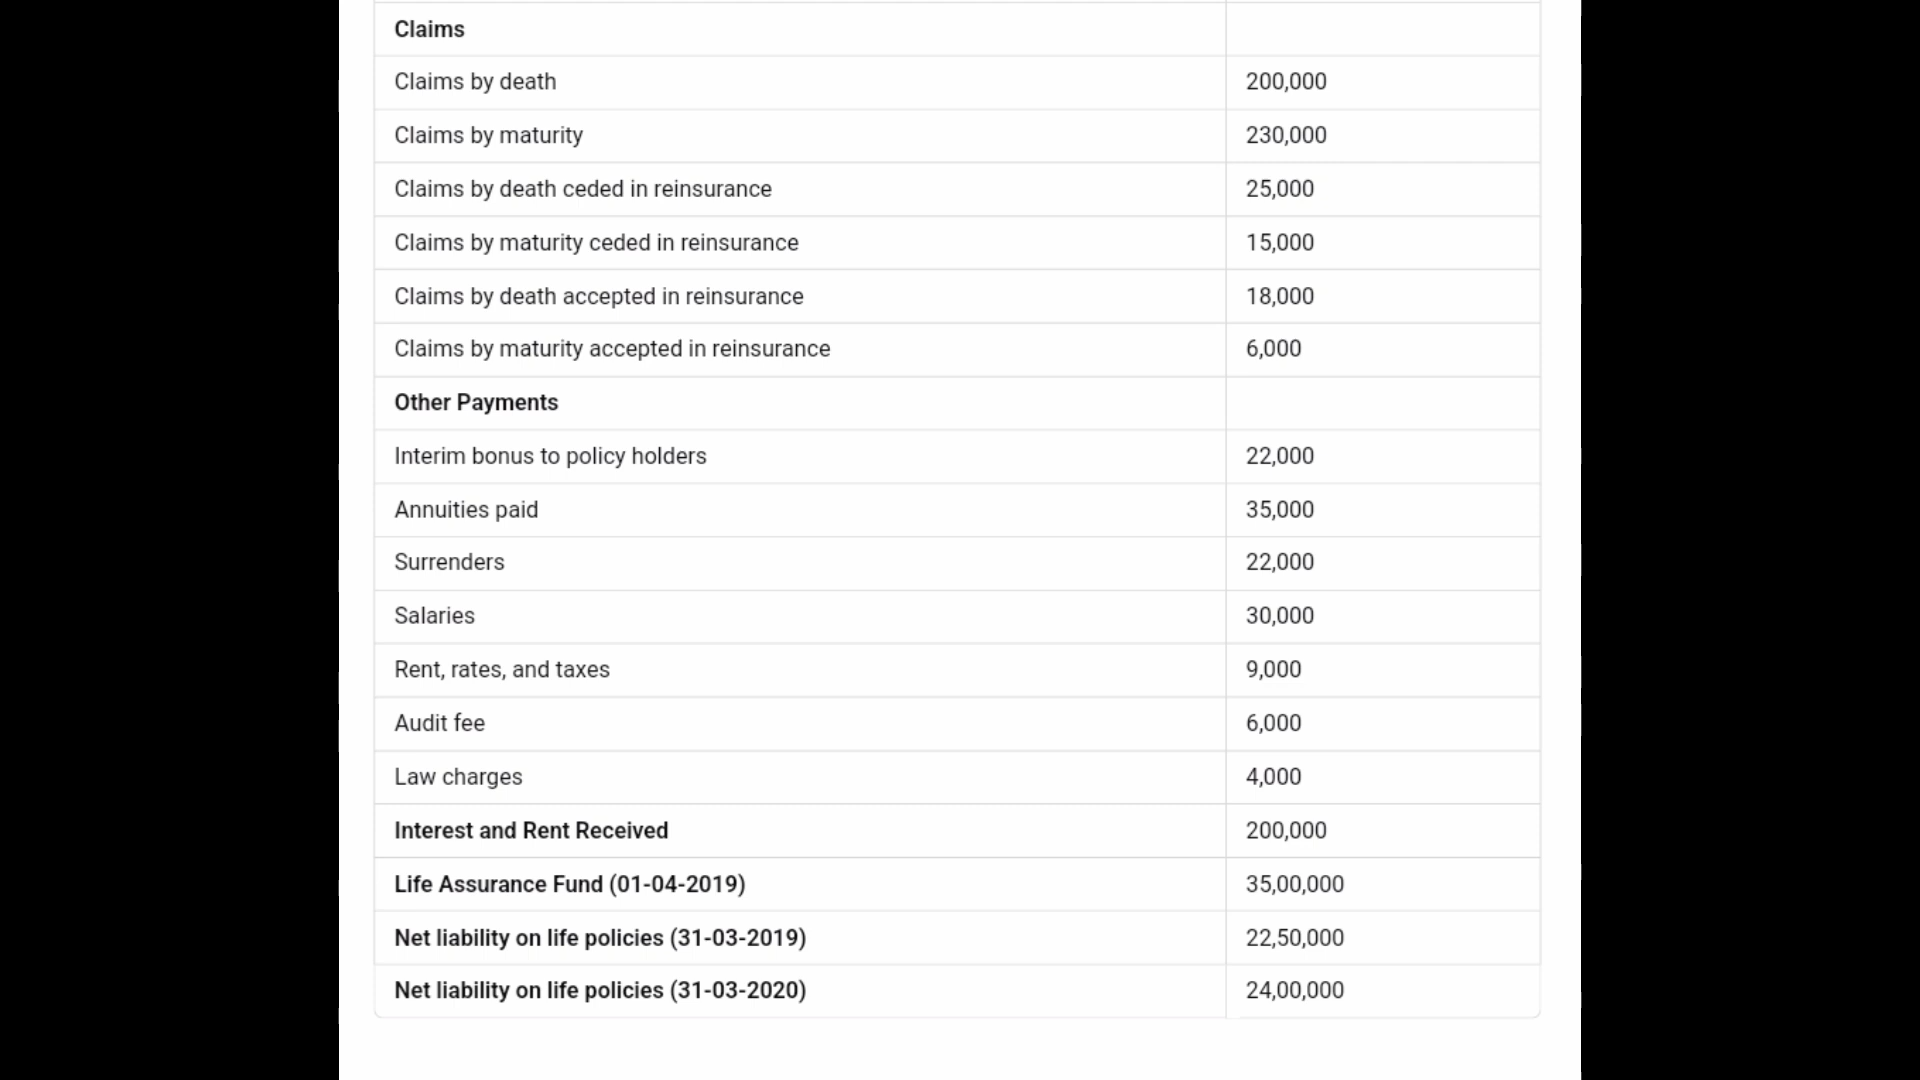 Claims
Claims by death 200,000
Claims by maturity 230,000
Claims by death ceded in reinsurance 25,000
Claims by maturity ceded in reinsurance 15,000
Claims by death accepted in reinsurance 18,000
Claims by maturity accepted in reinsurance 6,000
Other Payments
Interim bonus to policy holders 22,000
Annuities paid 35,000
Surrenders 22,000
Salaries 30,000
Rent, rates, and taxes 9,000
Audit fee 6,000
Law charges 4,000
Interest and Rent Received 200,000
Life Assurance Fund (01-04-2019) 35,00,000
Net liability on life policies (31-03-2019) 22,50,000
Net liability on life policies (31-03-2020) 24,00,000